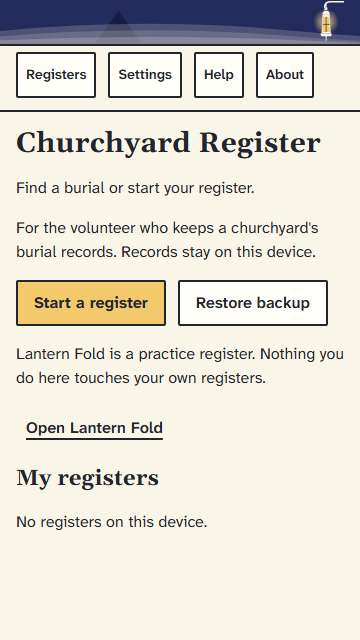 Registers
Settings
Help
About
Churchyard Register
Find a burial or start your register.
For the volunteer who keeps a churchyard's
burial records. Records stay on this device.
Start a register
Restore backup
Lantern Fold is a practice register. Nothing you
do here touches your own registers.
Open Lantern Fold
My registers
No registers on this device.